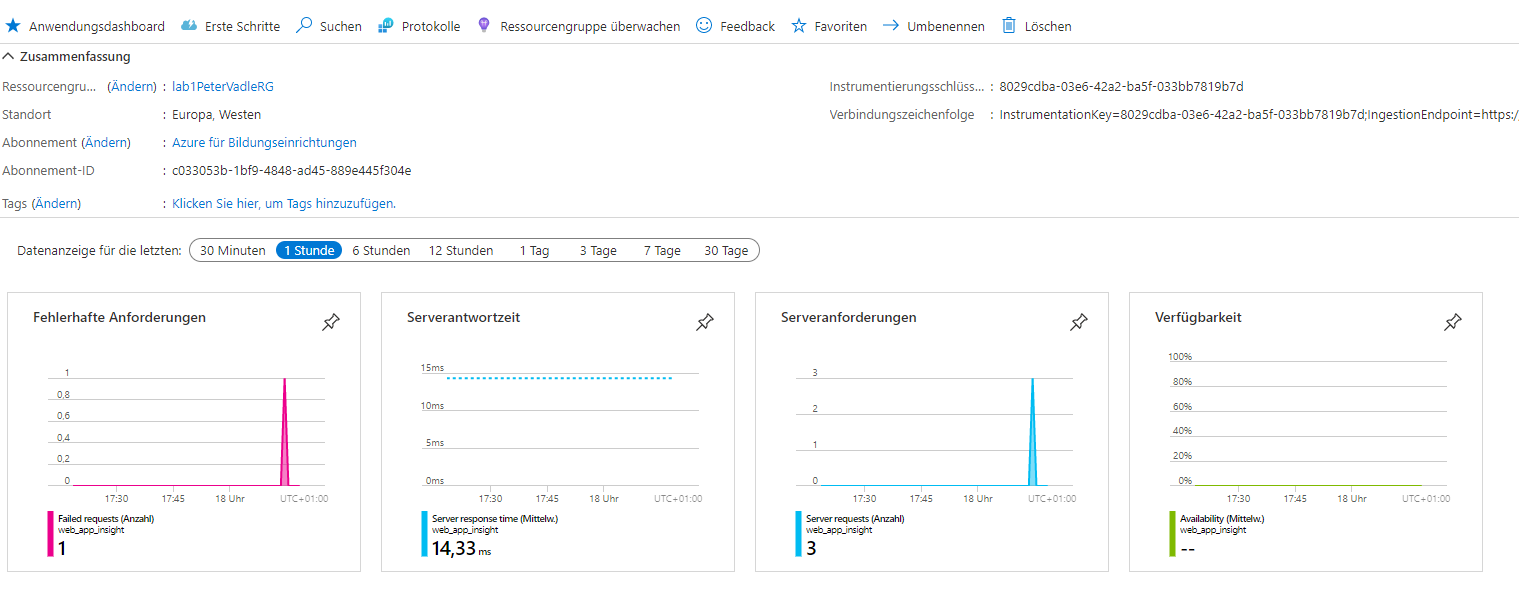 Anwendungsdashboard Erste Schritte Suchen Protokolle Ressourcengruppe überwachen Feedback Favoriten Umbenennen Löschen
Zusammenfassung
Ressourcengru... (Ändern) : lab1PeterVadleRG
Standort : Europa, Westen
Abonnement (Ändern) : Azure für Bildungseinrichtungen
Abonnement-ID : c033053b-1bf9-4848-ad45-889e445f304e
Tags (Ändern) : Klicken Sie hier, um Tags hinzuzufügen.
Instrumentierungsschlüss... : 8029cdba-03e6-42a2-ba5f-033bb7819b7d
Verbindungszeichenfolge : InstrumentationKey=8029cdba-03e6-42a2-ba5f-033bb7819b7d;IngestionEndpoint=https:/
Datenanzeige für die letzten: 30 Minuten 1 Stunde 6 Stunden 12 Stunden 1 Tag 3 Tage 7 Tage 30 Tage
Fehlerhafte Anforderungen
1
0,8
0,6
0,4
0,2
0
17:30 17:45 18 Uhr UTC+01:00
Failed requests (Anzahl)
web_app_insight
1
Serverantwortzeit
15ms
10ms
5ms
0ms
17:30 17:45 18 Uhr UTC+01:00
Server response time (Mittelw.)
web_app_insight
14,33 ms
Serveranforderungen
3
2
1
0
17:30 17:45 18 Uhr UTC+01:00
Server requests (Anzahl)
web_app_insight
3
Verfügbarkeit
100%
80%
60%
40%
20%
0%
17:30 17:45 18 Uhr UTC+01:00
Availability (Mittelw.)
web_app_insight
--